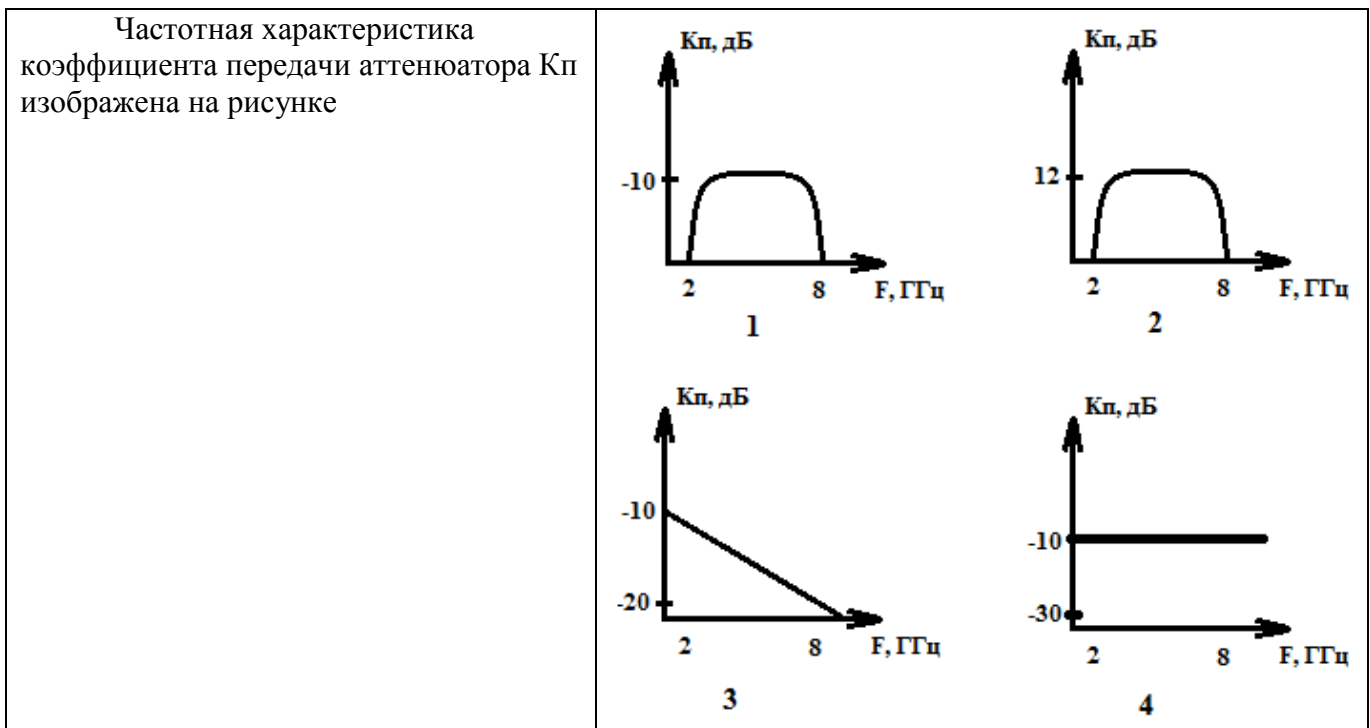 Частотная характеристика
коэффициента передачи аттенюатора Кп
изображена на рисунке
Кп, дБ
-10
2
8
F, ГГц
1
Кп, дБ
12
2
8
F, ГГц
2
Кп, дБ
-10
-20
2
8
F, ГГц
3
Кп, дБ
-10
-30
2
8
F, ГГц
4